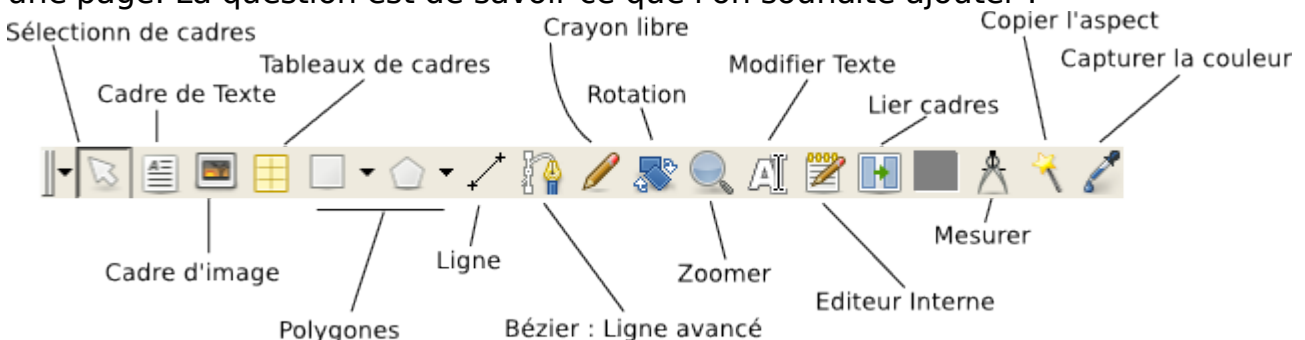 une page. La question est de savoir ce que l'on souhaite ajouter ?
Sélectionn de cadres
Crayon libre
Copier l'aspect
Tableaux de cadres
Modifier Texte
Capturer la couleur
Cadre de Texte
Rotation
Lier cadres
Cadre d'image
Ligne
Zoomer
Mesurer
Polygones
Bézier : Ligne avancé
Editeur Interne